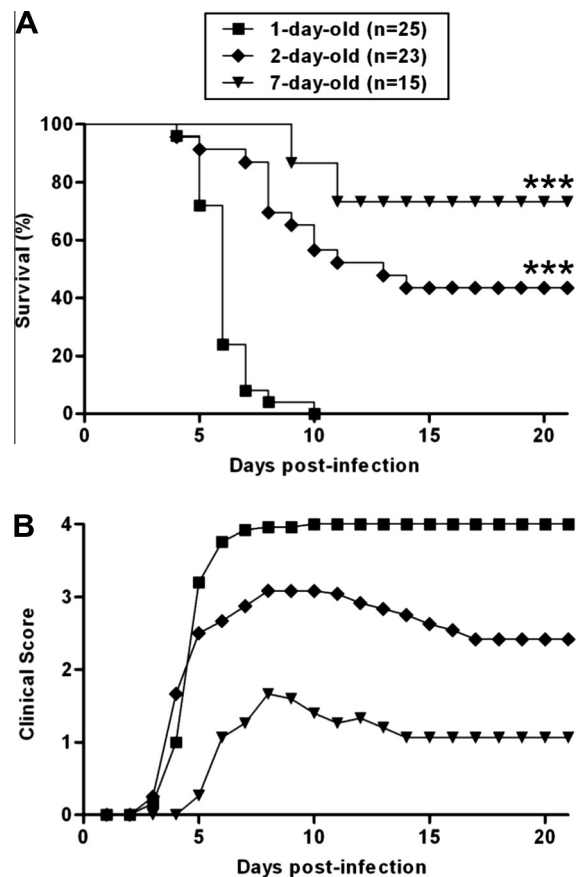 A
1-day-old (n=25)
2-day-old (n=23)
7-day-old (n=15)
100
80
60
40
20
0
Survival (%)
***
***
0 5 10 15 20
Days post-infection
B
4
3
2
1
0
Clinical Score
0 5 10 15 20
Days post-infection